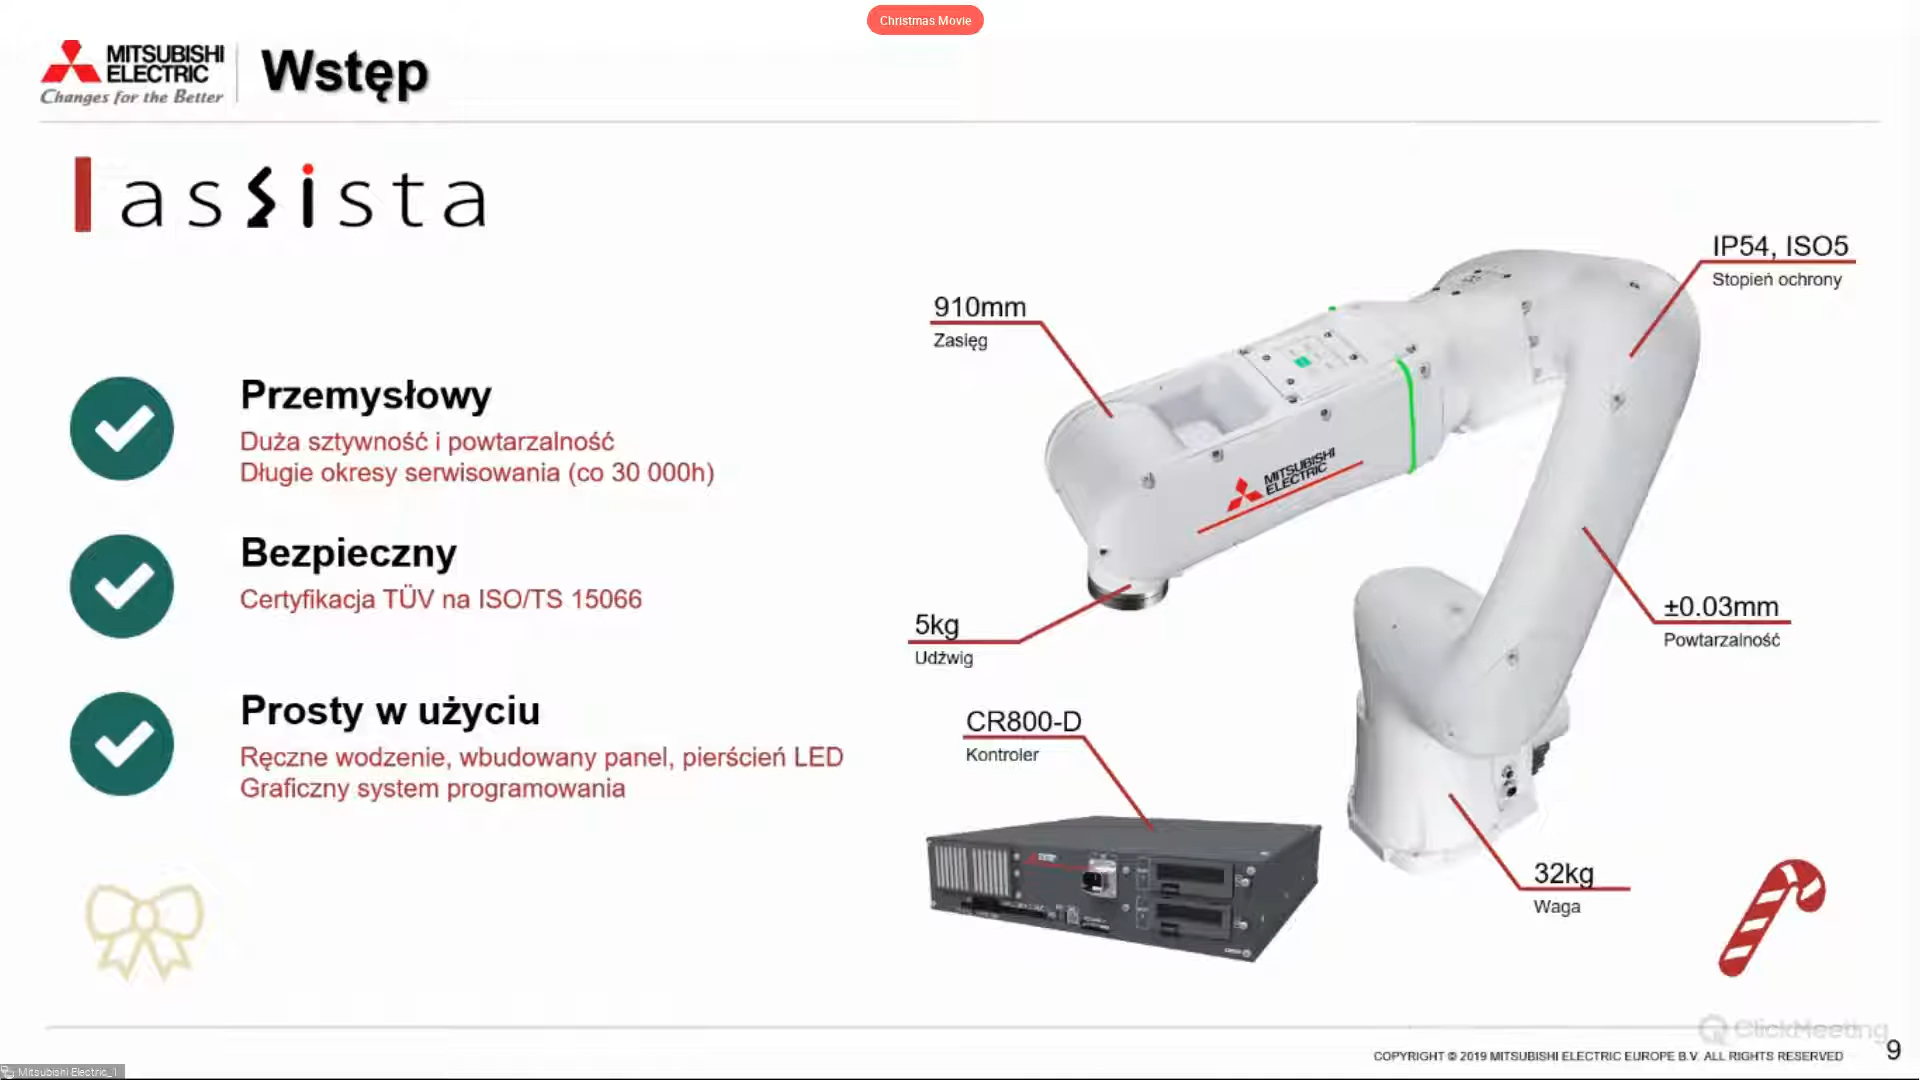 Christmas Movie
MITSUBISHI
ELECTRIC
Changes for the Better
Wstęp
assista
IP54, ISO5
Stopień ochrony
910mm
Zasięg
Przemysłowy
Duża sztywność i powtarzalność
Długie okresy serwisowania (co 30 000h)
MITSUBISHI
ELECTRIC
Bezpieczny
Certyfikacja TÜV na ISO/TS 15066
5kg
Udźwig
±0.03mm
Powtarzalność
Prosty w użyciu
Ręczne wodzenie, wbudowany panel, pierścień LED
Graficzny system programowania
CR800-D
Kontroler
32kg
Waga
ClickMeeting
COPYRIGHT © 2019 MITSUBISHI ELECTRIC EUROPE B.V. ALL RIGHTS RESERVED
9
Mitsubishi Electric_1